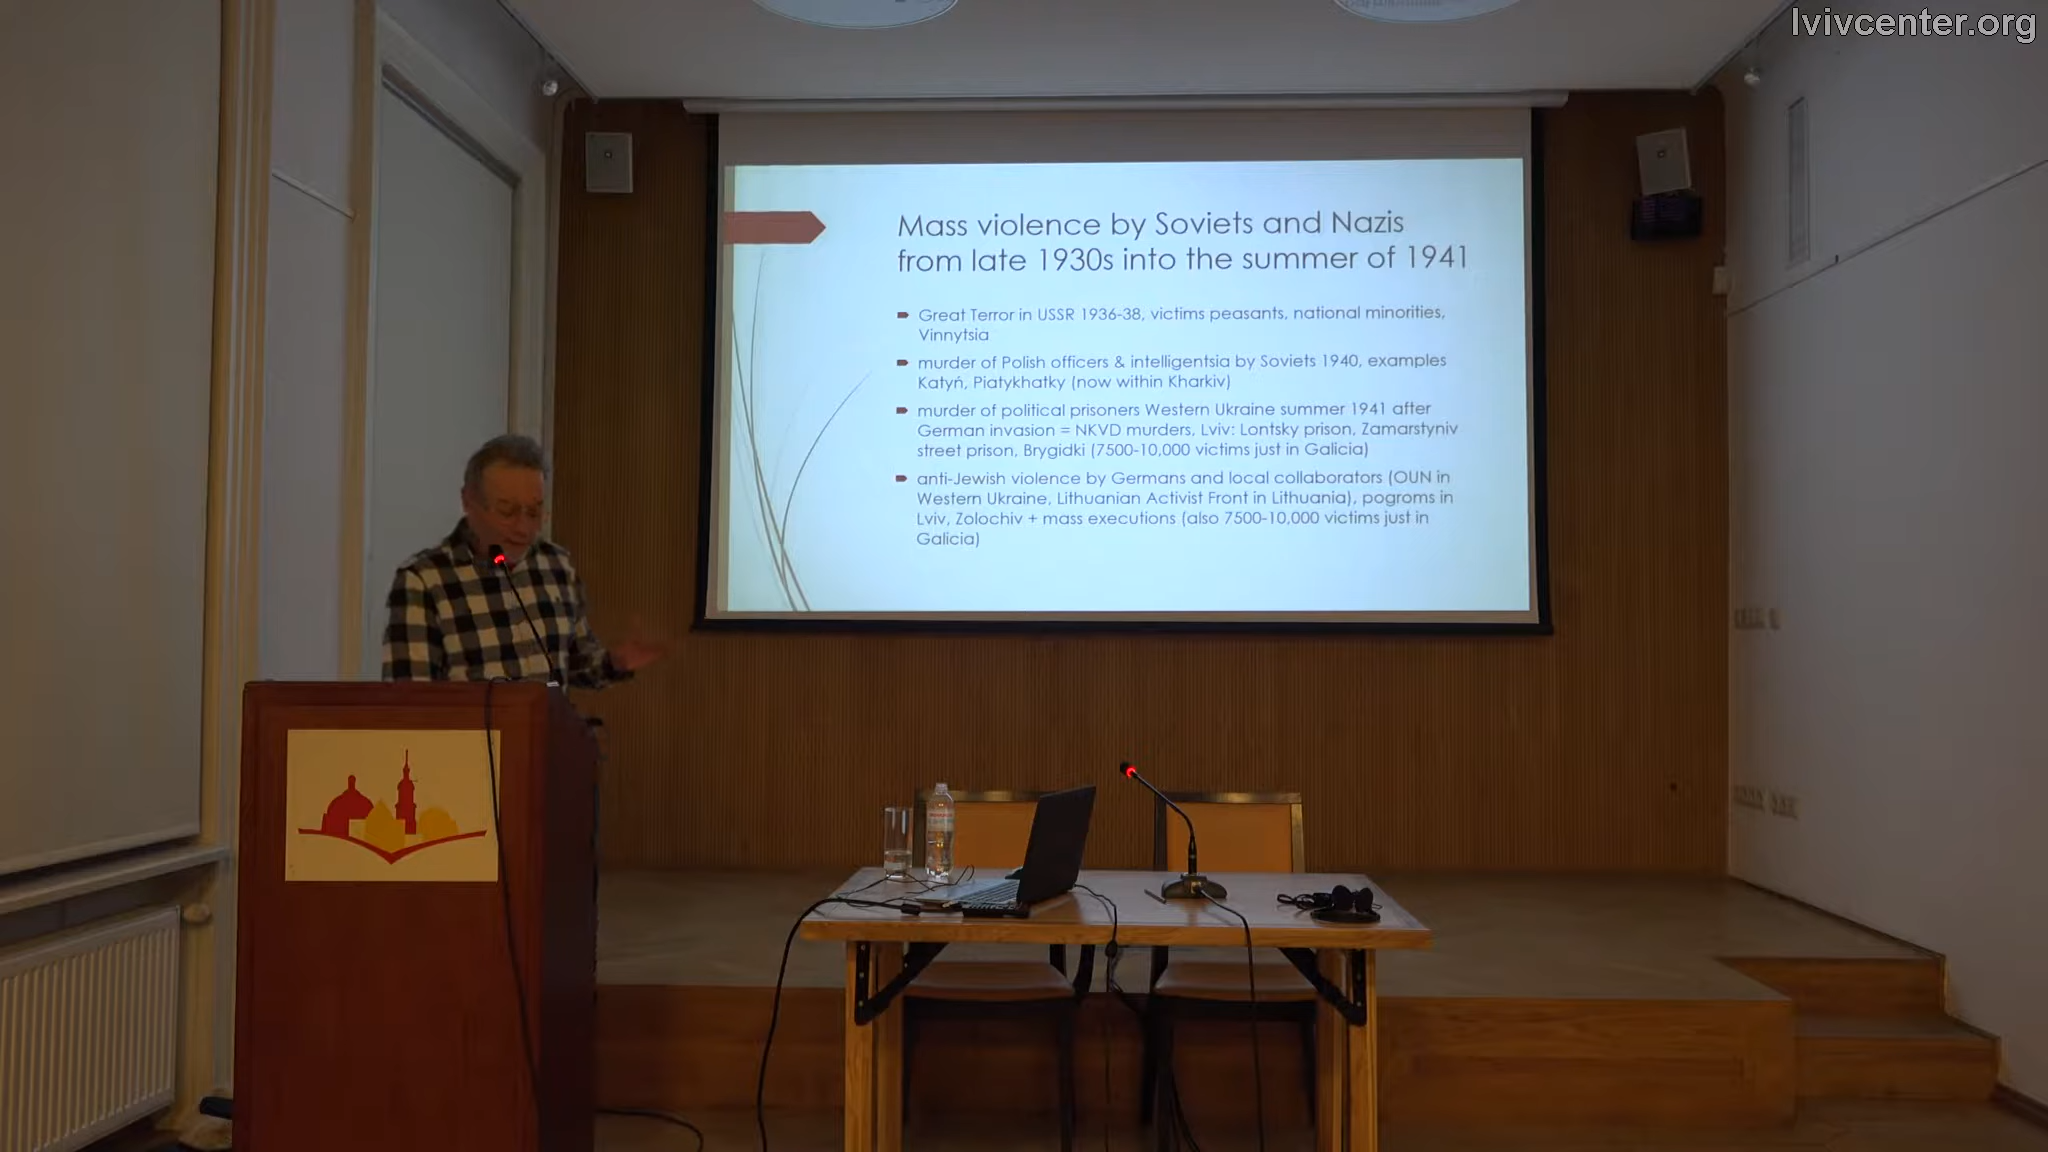 lvivcenter.org
Mass violence by Soviets and Nazis
from late 1930s into the summer of 1941
Great Terror in USSR 1936-38, victims peasants, national minorities,
Vinnytsia
murder of Polish officers & intelligentsia by Soviets 1940, examples
Katyń, Piatykhatky (now within Kharkiv)
murder of political prisoners Western Ukraine summer 1941 after
German invasion = NKVD murders, Lviv: Lontsky prison, Zamarstyniv
street prison, Brygidki (7500-10,000 victims just in Galicia)
anti-Jewish violence by Germans and local collaborators (OUN in
Western Ukraine, Lithuanian Activist Front in Lithuania), pogroms in
Lviv, Zolochiv + mass executions (also 7500-10,000 victims just in
Galicia)